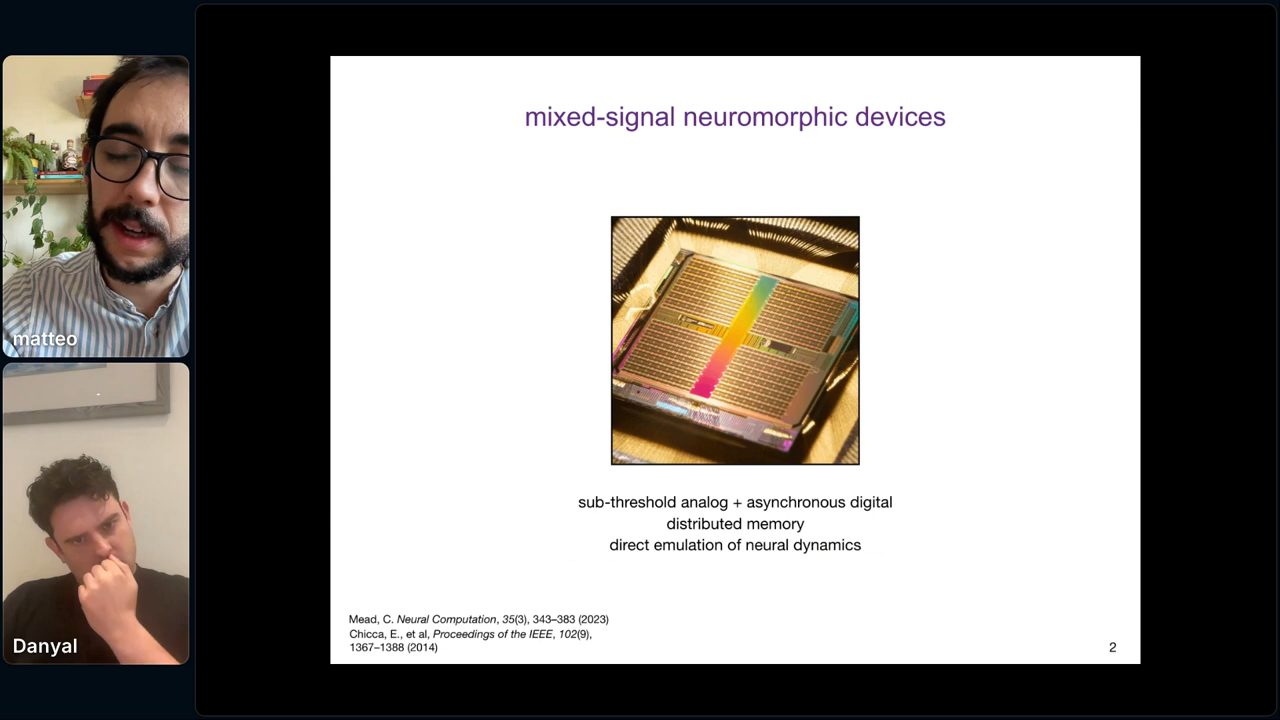 matteo
Danyal
mixed-signal neuromorphic devices
sub-threshold analog + asynchronous digital
distributed memory
direct emulation of neural dynamics
Mead, C. Neural Computation, 35(3), 343–383 (2023)
Chicca, E., et al, Proceedings of the IEEE, 102(9),
1367–1388 (2014)
2